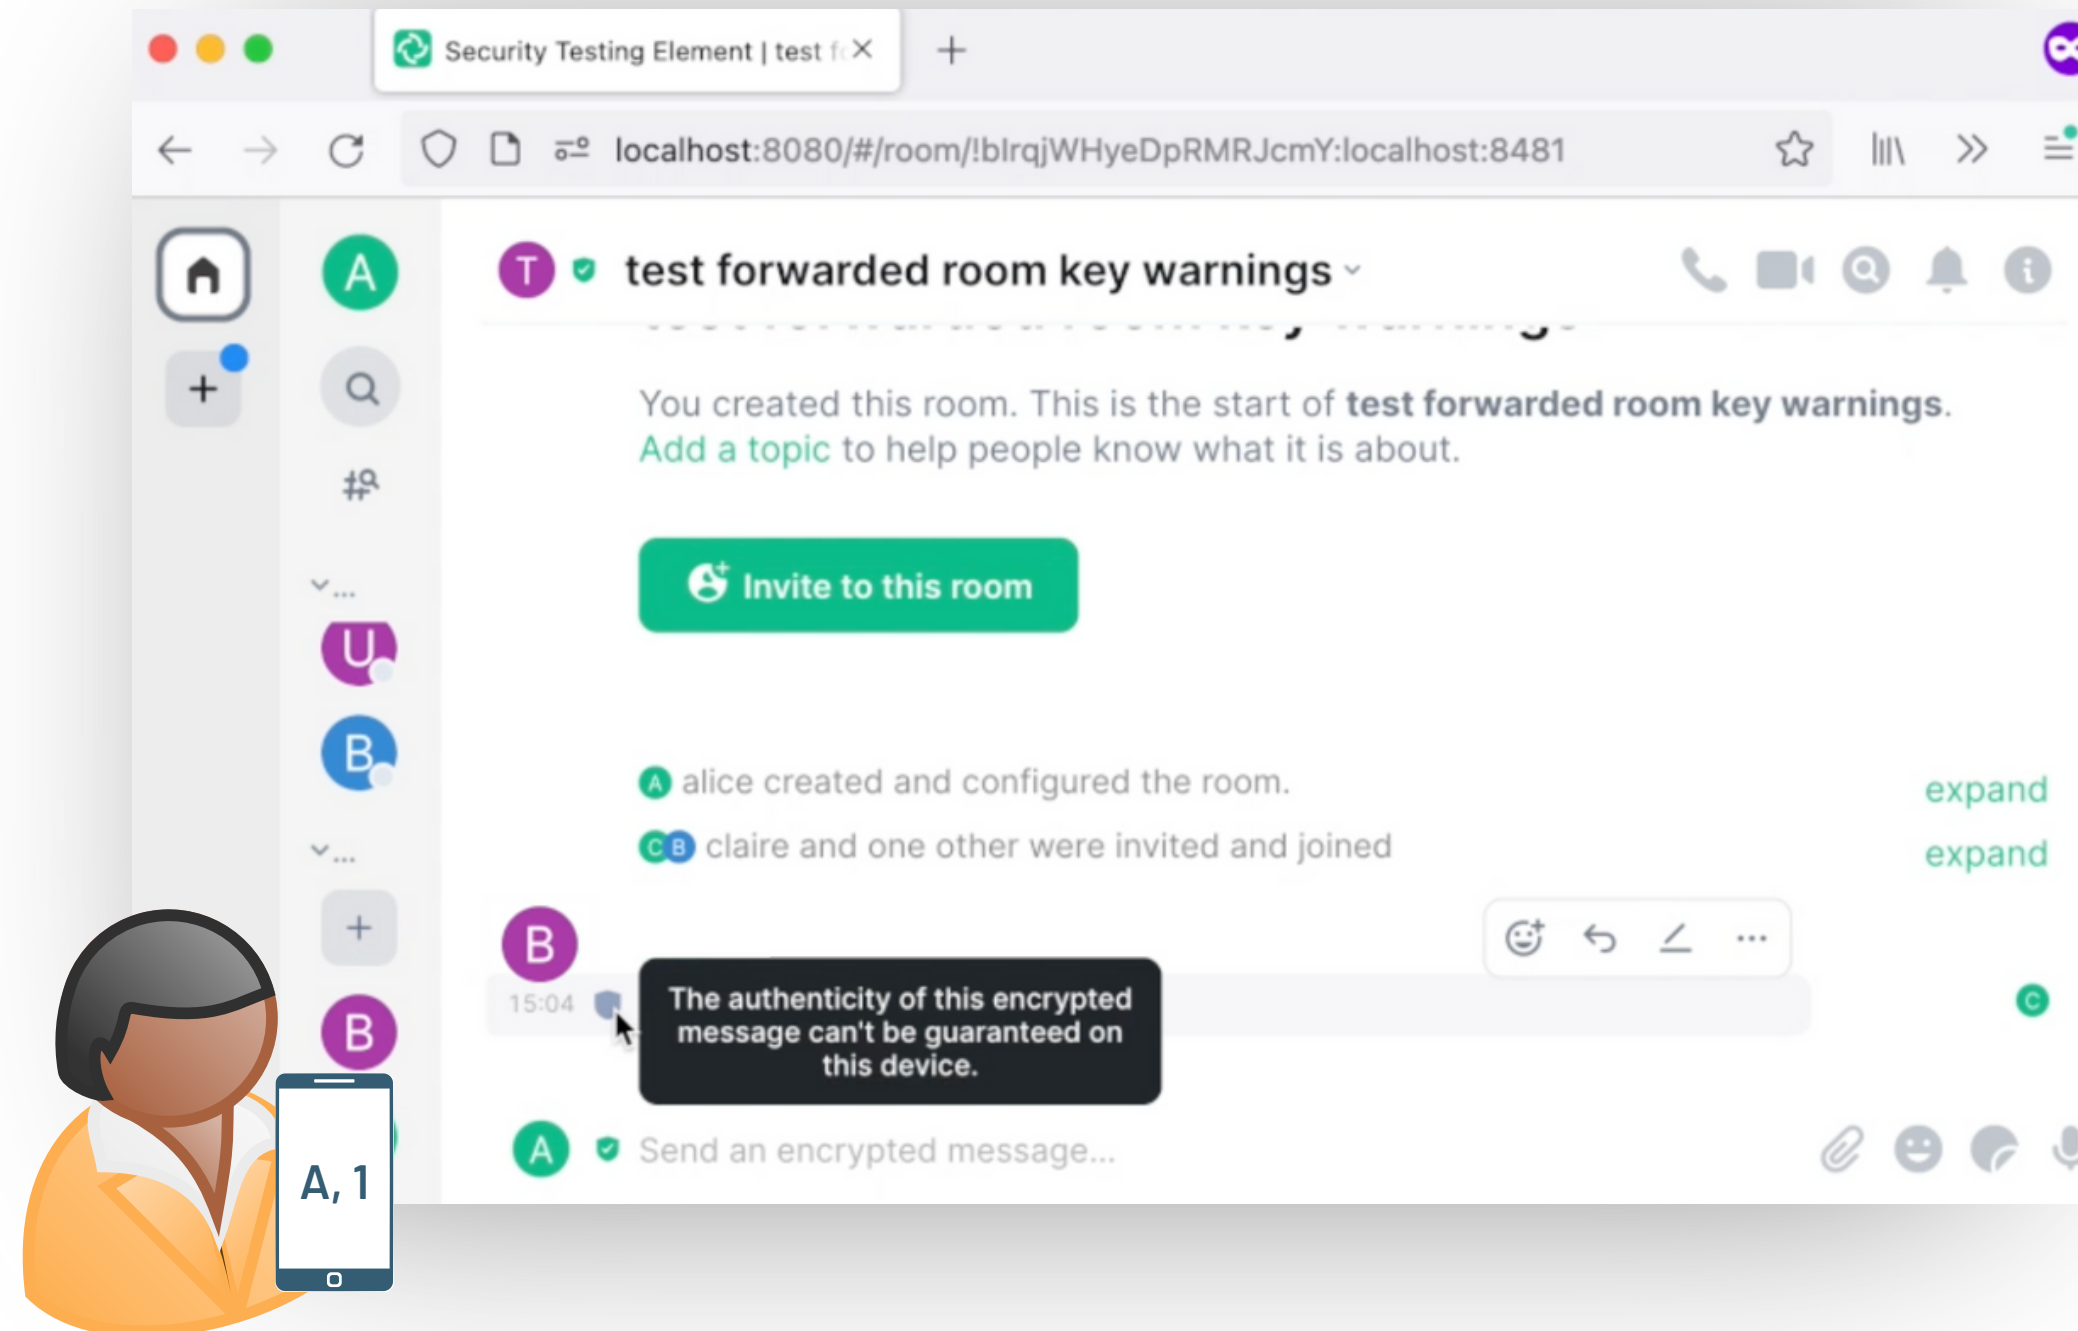 Security Testing Element | test f
localhost:8080/#/room/!bIrqjWHyeDpRMRJcmY:localhost:8481
A
T
test forwarded room key warnings
You created this room. This is the start of test forwarded room key warnings.
Add a topic to help people know what it is about.
Invite to this room
...
U
B
A alice created and configured the room.
expand
C B claire and one other were invited and joined
expand
...
B
15:04
The authenticity of this encrypted
message can't be guaranteed on
this device.
C
B
A
Send an encrypted message...
A, 1